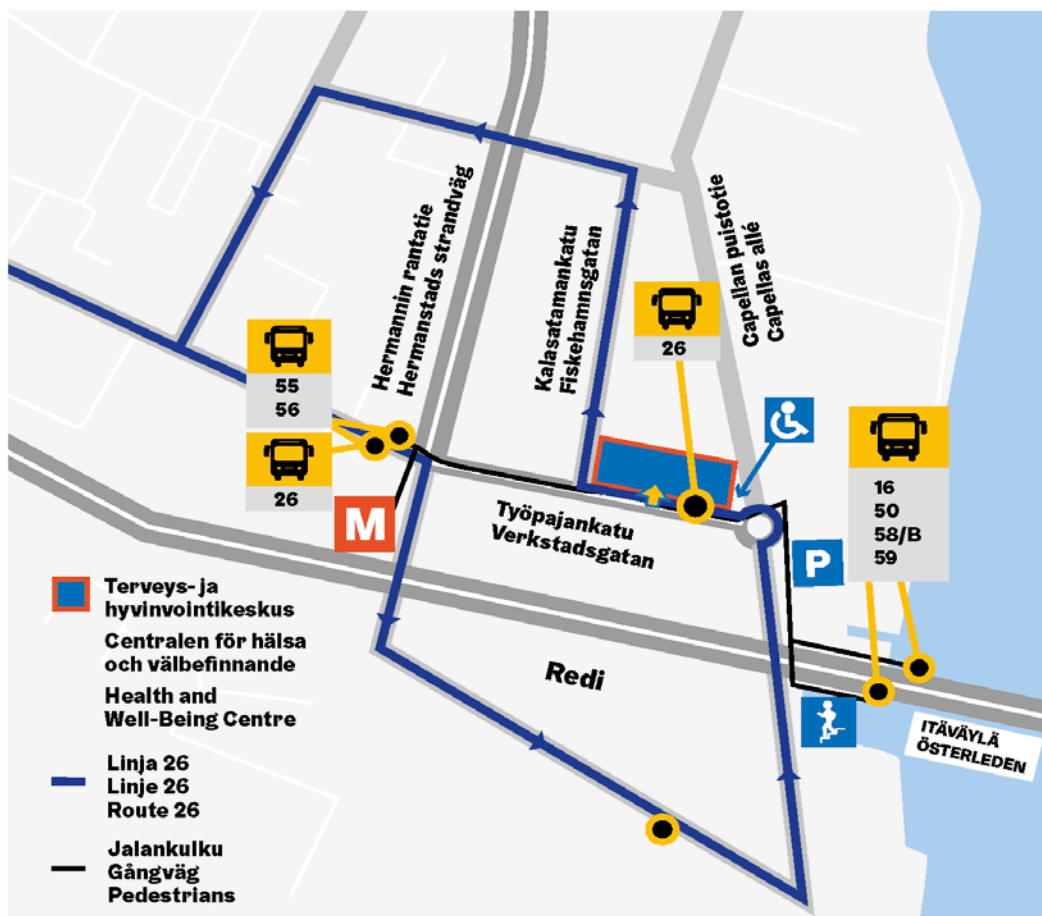 Hermannin rantatie
Hermanstads strandväg
Kalasatamankatu
Fiskehamnsgatan
Capellan puistotie
Capellas allé
26
55
56
26
16
50
58/B
59
M
Työpajankatu
Verkstadsgatan
P
Redi
ITÄVÄYLÄ
ÖSTERLEDEN
Terveys- ja
hyvinvointikeskus
Centralen för hälsa
och välbefinnande
Health and
Well-Being Centre
Linja 26
Linje 26
Route 26
Jalankulku
Gångväg
Pedestrians